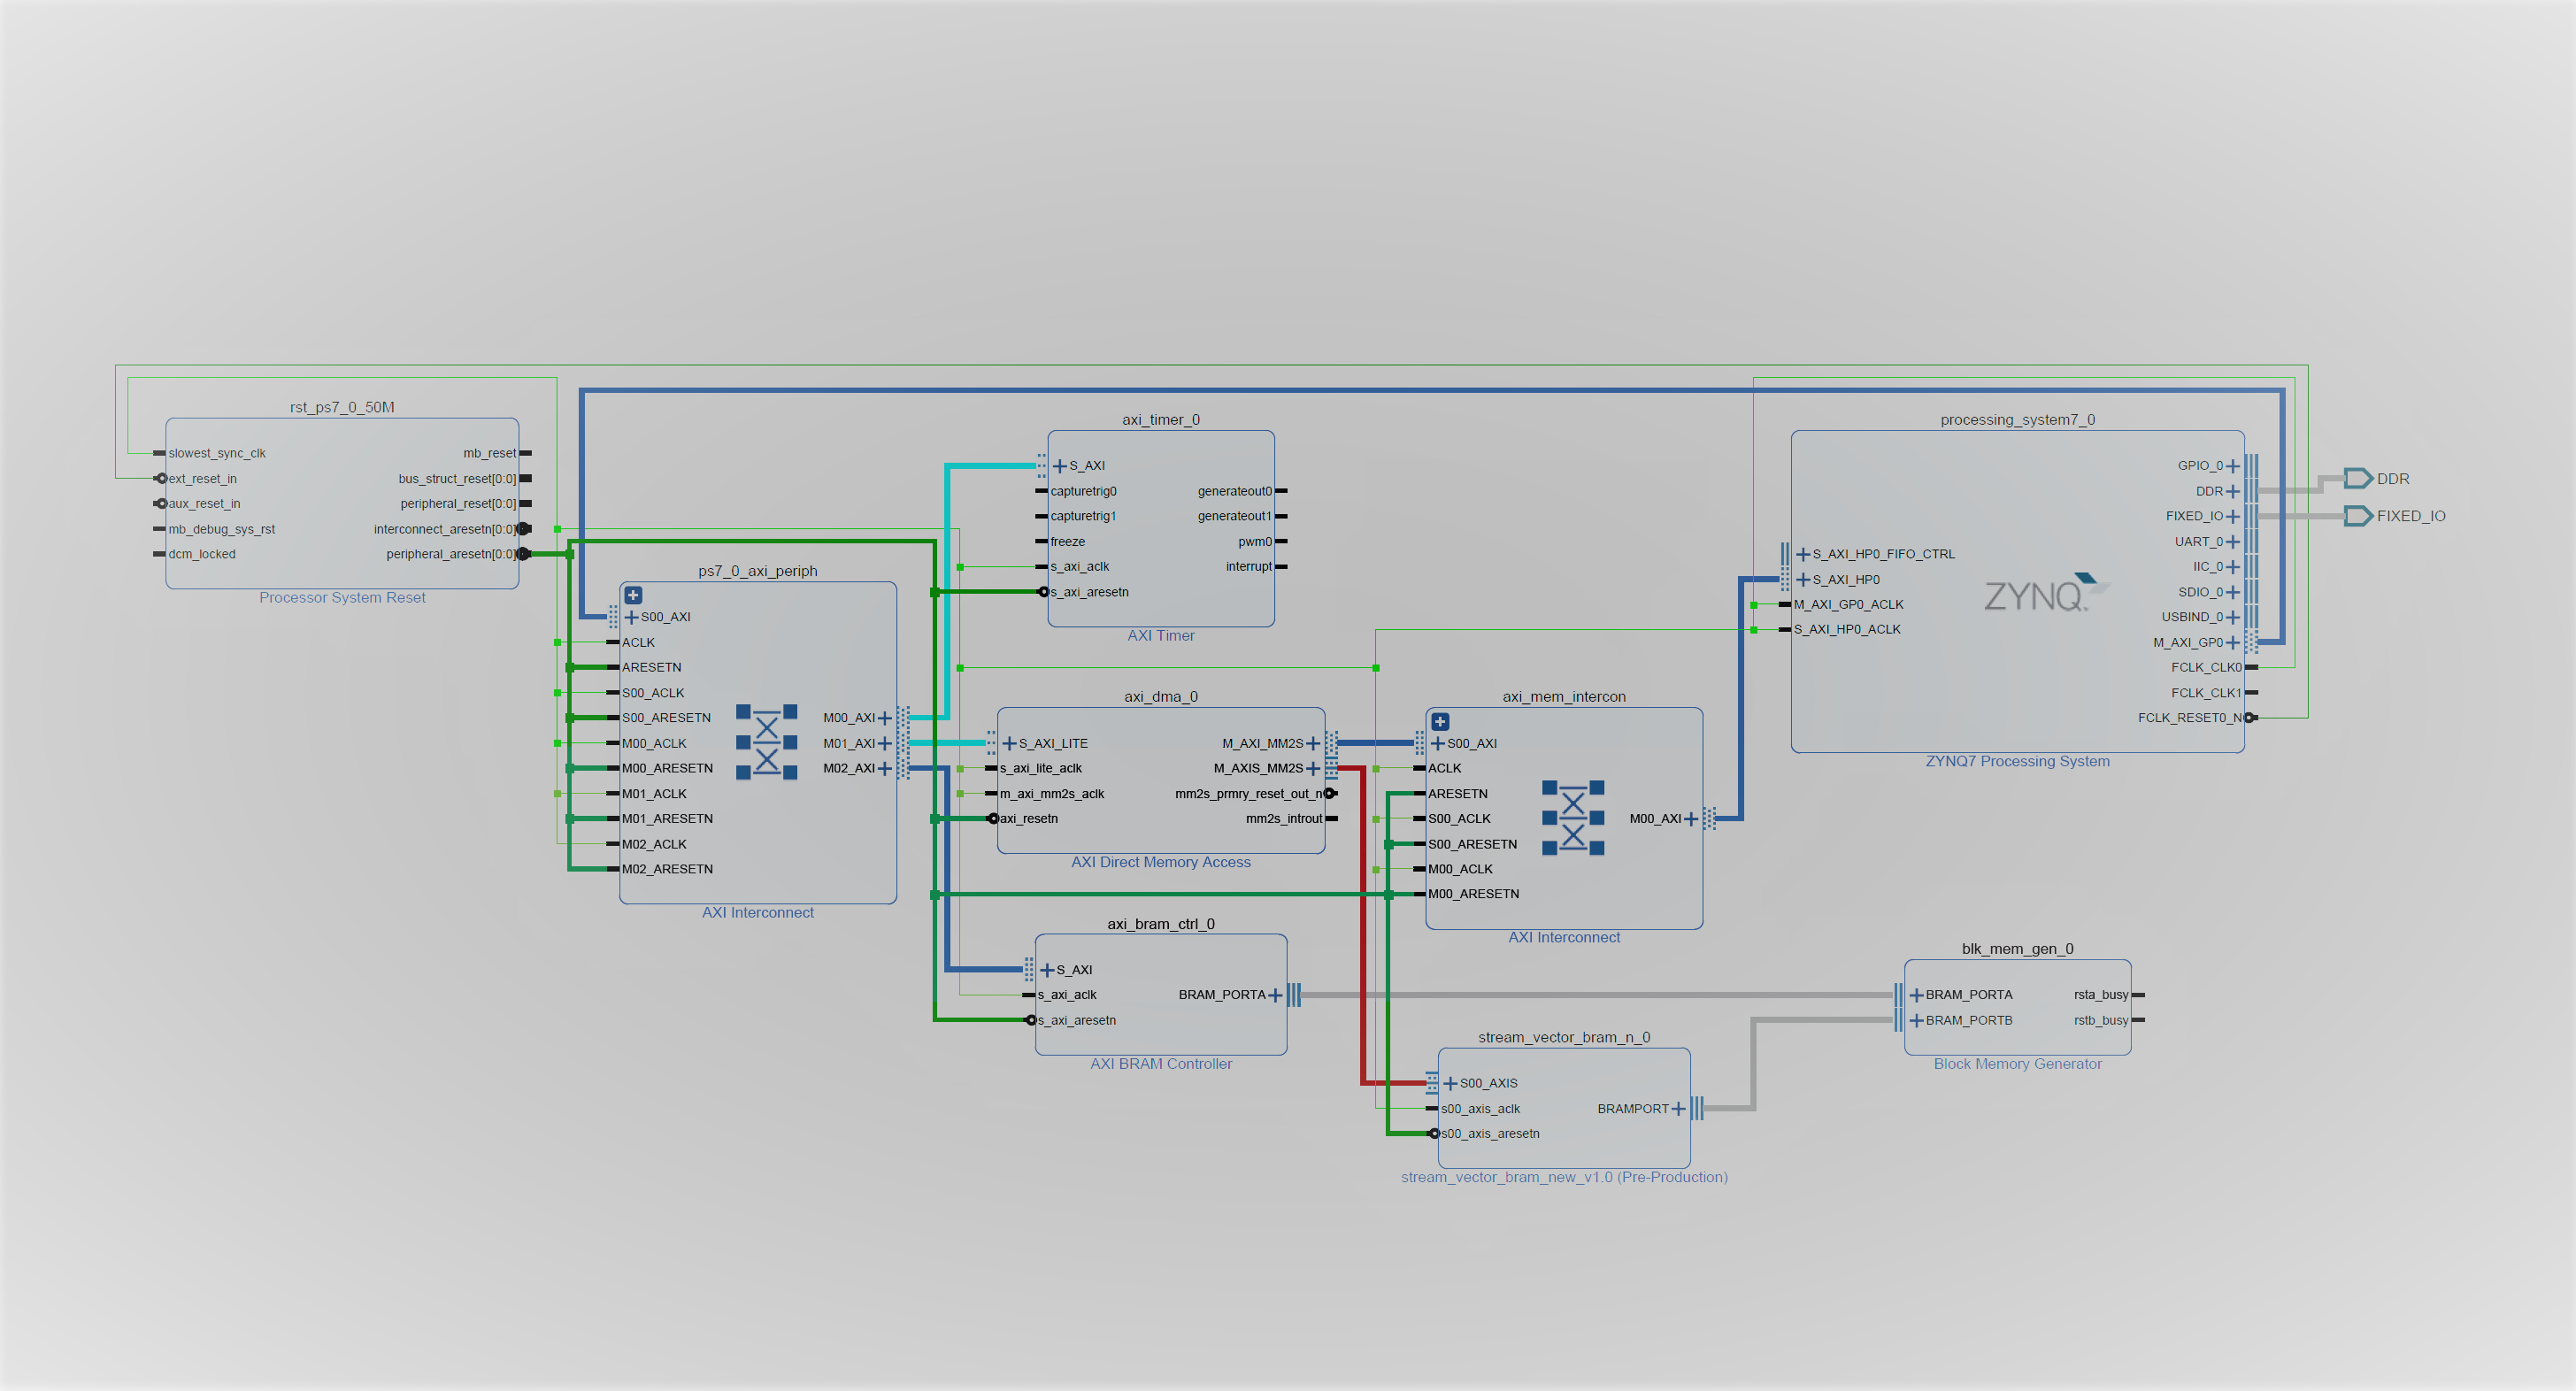 rst_ps7_0_50M
slowest_sync_clk
ext_reset_in
aux_reset_in
mb_debug_sys_rst
dcm_locked
mb_reset
bus_struct_reset[0:0]
peripheral_reset[0:0]
interconnect_aresetn[0:0]
peripheral_aresetn[0:0]
Processor System Reset
ps7_0_axi_periph
S00_AXI
ACLK
ARESETN
S00_ACLK
S00_ARESETN
M00_ACLK
M00_ARESETN
M01_ACLK
M01_ARESETN
M02_ACLK
M02_ARESETN
M00_AXI
M01_AXI
M02_AXI
AXI Interconnect
axi_timer_0
S_AXI
capturetrig0
capturetrig1
freeze
s_axi_aclk
s_axi_aresetn
generateout0
generateout1
pwm0
interrupt
AXI Timer
axi_dma_0
S_AXI_LITE
s_axi_lite_aclk
m_axi_mm2s_aclk
axi_resetn
M_AXI_MM2S
M_AXIS_MM2S
mm2s_prmry_reset_out_n
mm2s_introut
AXI Direct Memory Access
axi_bram_ctrl_0
S_AXI
s_axi_aclk
s_axi_aresetn
BRAM_PORTA
AXI BRAM Controller
axi_mem_intercon
S00_AXI
ACLK
ARESETN
S00_ACLK
S00_ARESETN
M00_ACLK
M00_ARESETN
M00_AXI
AXI Interconnect
stream_vector_bram_n_0
S00_AXIS
s00_axis_aclk
s00_axis_aresetn
BRAMPORT
stream_vector_bram_new_v1.0 (Pre-Production)
processing_system7_0
S_AXI_HP0_FIFO_CTRL
S_AXI_HP0
M_AXI_GP0_ACLK
S_AXI_HP0_ACLK
ZYNQ
GPIO_0
DDR
FIXED_IO
UART_0
IIC_0
SDIO_0
USBIND_0
M_AXI_GP0
FCLK_CLK0
FCLK_CLK1
FCLK_RESET0_N
ZYNQ7 Processing System
DDR
FIXED_IO
blk_mem_gen_0
BRAM_PORTA
BRAM_PORTB
rsta_busy
rstb_busy
Block Memory Generator